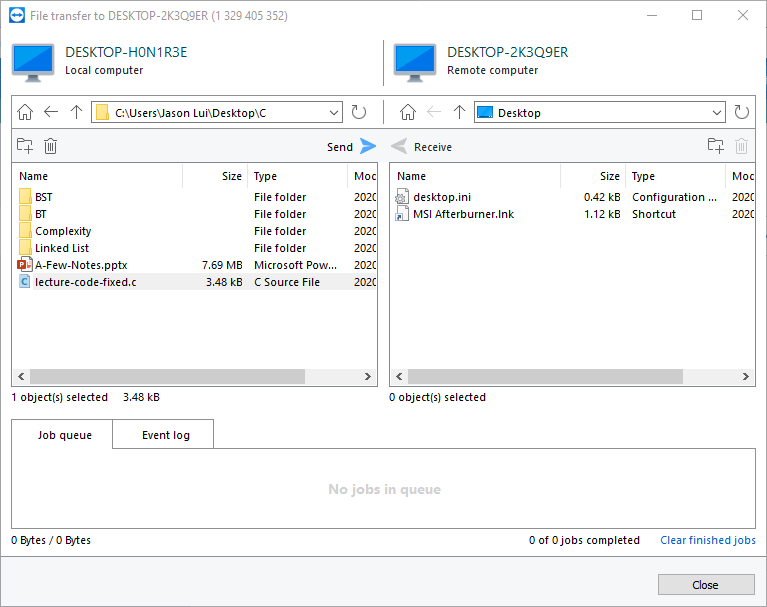 File transfer to DESKTOP-2K3Q9ER (1 329 405 352)
DESKTOP-H0N1R3E
Local computer
DESKTOP-2K3Q9ER
Remote computer
C:\Users\Jason Lui\Desktop\C
Desktop
Send
Receive
Name Size Type Moc
BST File folder 2020
BT File folder 2020
Complexity File folder 2020
Linked List File folder 2020
A-Few-Notes.pptx 7.69 MB Microsoft Pow... 2020
lecture-code-fixed.c 3.48 kB C Source File 2020
Name Size Type Moc
desktop.ini 0.42 kB Configuration ... 2020
MSI Afterburner.lnk 1.12 kB Shortcut 2020
1 object(s) selected 3.48 kB
0 object(s) selected
Job queue Event log
No jobs in queue
0 Bytes / 0 Bytes
0 of 0 jobs completed Clear finished jobs
Close